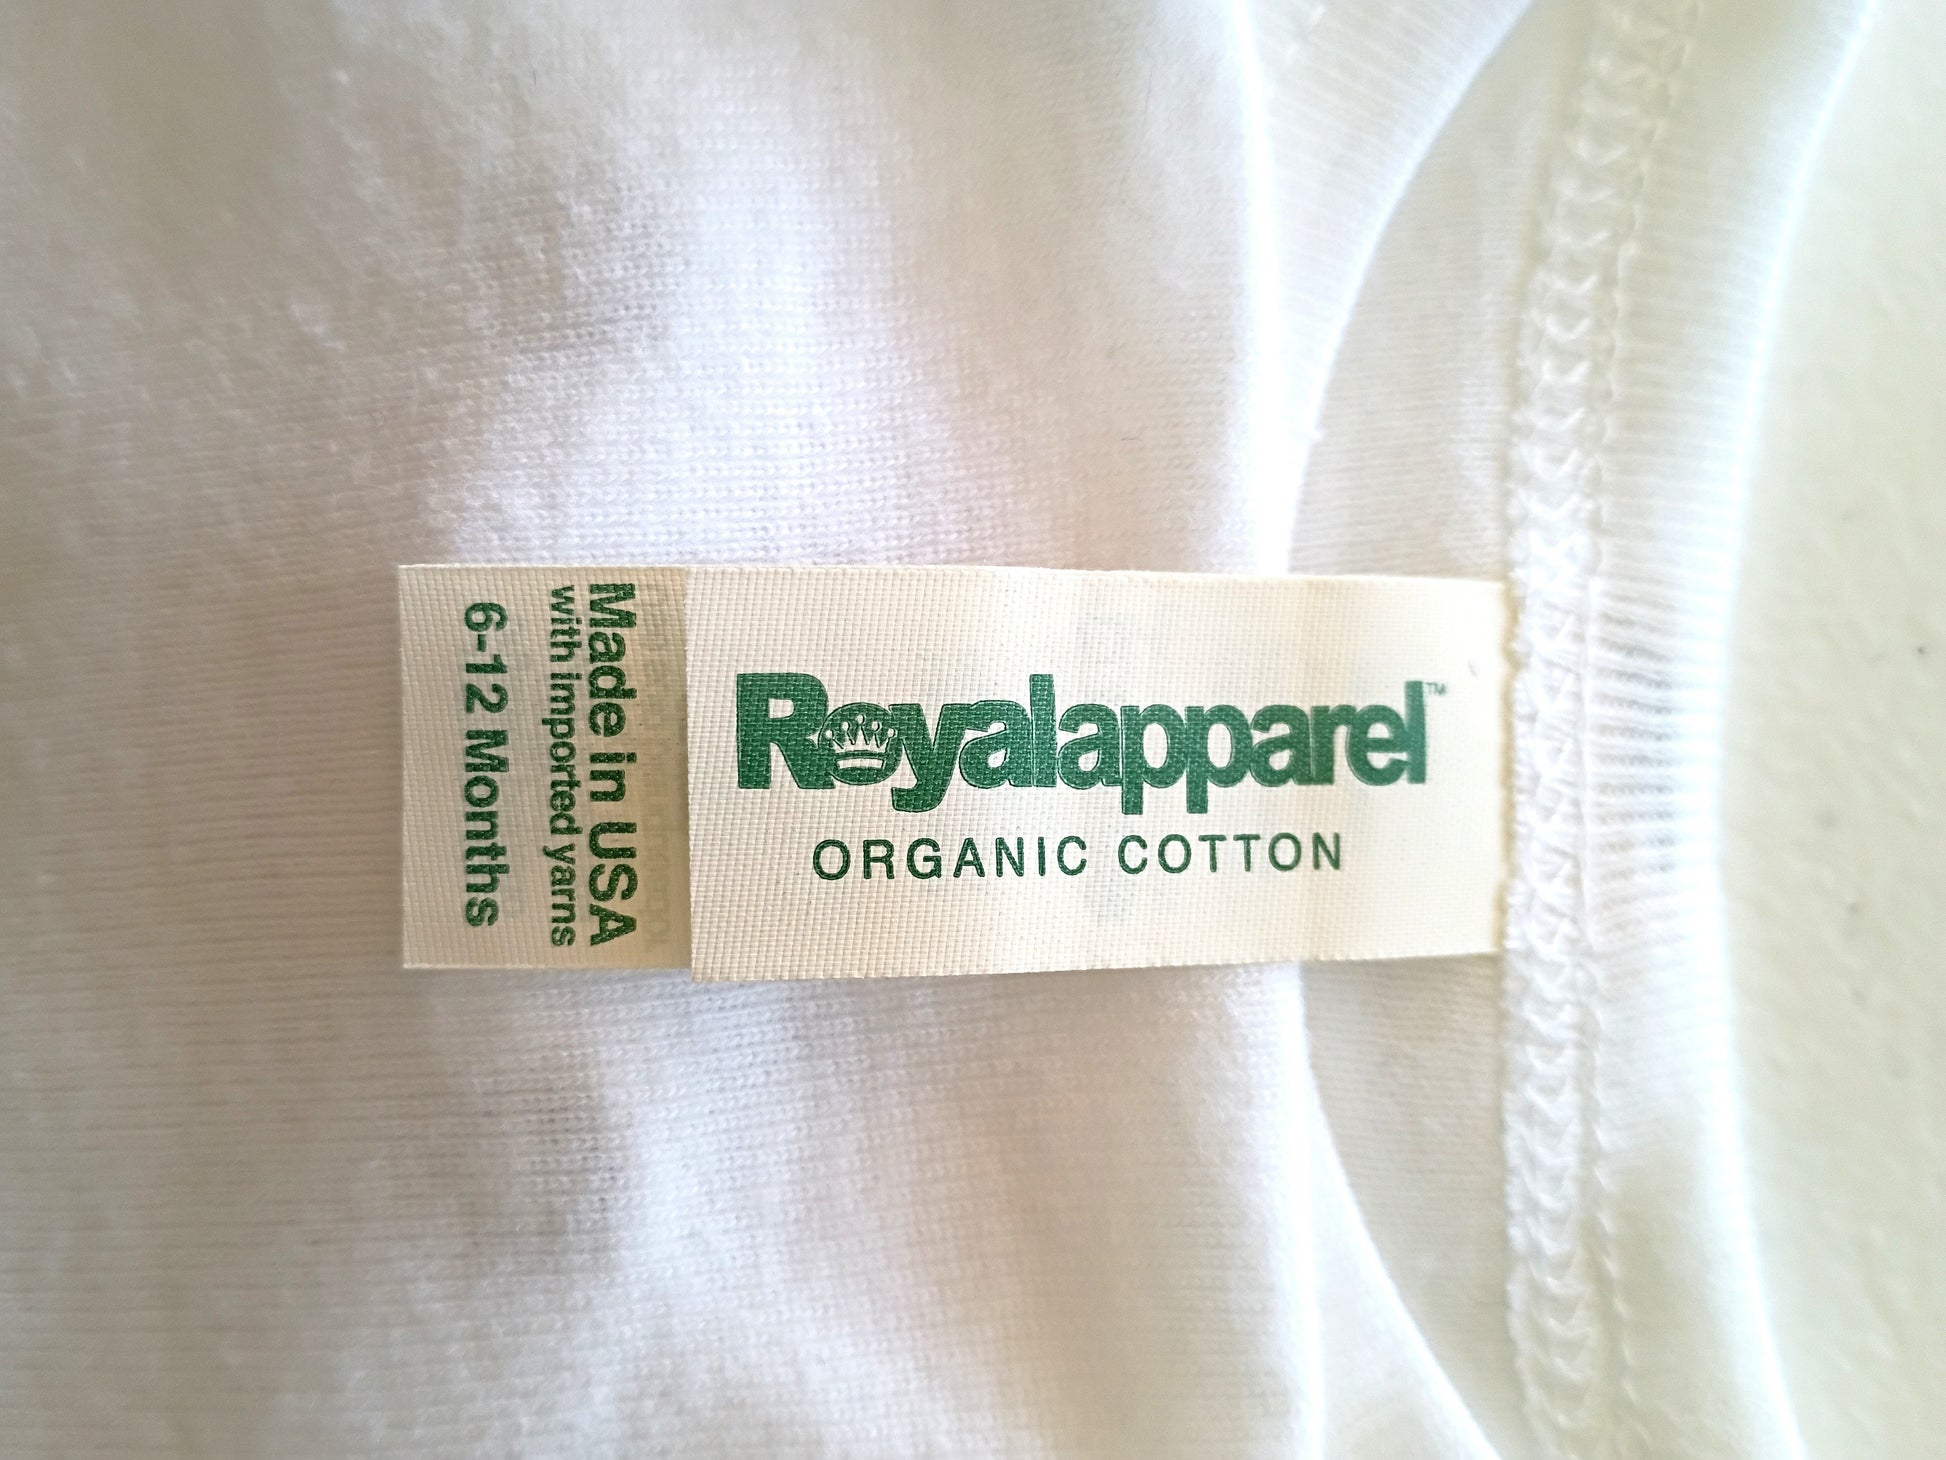 Royalapparel™
ORGANIC COTTON
Made in USA
with imported yarns
6-12 Months